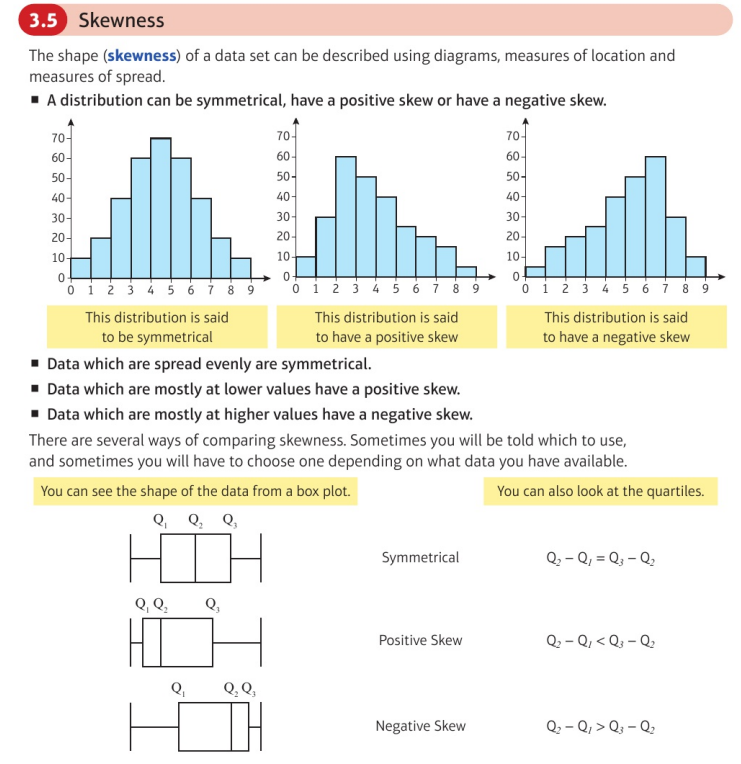 3.5 Skewness
The shape (skewness) of a data set can be described using diagrams, measures of location and
measures of spread.
■ A distribution can be symmetrical, have a positive skew or have a negative skew.
70
60
50
40
30
20
10
0
0 1 2 3 4 5 6 7 8 9
This distribution is said
to be symmetrical
70
60
50
40
30
20
10
0
0 1 2 3 4 5 6 7 8 9
This distribution is said
to have a positive skew
70
60
50
40
30
20
10
0
0 1 2 3 4 5 6 7 8 9
This distribution is said
to have a negative skew
■ Data which are spread evenly are symmetrical.
■ Data which are mostly at lower values have a positive skew.
■ Data which are mostly at higher values have a negative skew.
There are several ways of comparing skewness. Sometimes you will be told which to use,
and sometimes you will have to choose one depending on what data you have available.
You can see the shape of the data from a box plot.
You can also look at the quartiles.
Q₁ Q₂ Q₃
Symmetrical Q₂ – Q₁ = Q₃ – Q₂
Q₁ Q₂ Q₃
Positive Skew Q₂ – Q₁ < Q₃ – Q₂
Q₁ Q₂ Q₃
Negative Skew Q₂ – Q₁ > Q₃ – Q₂